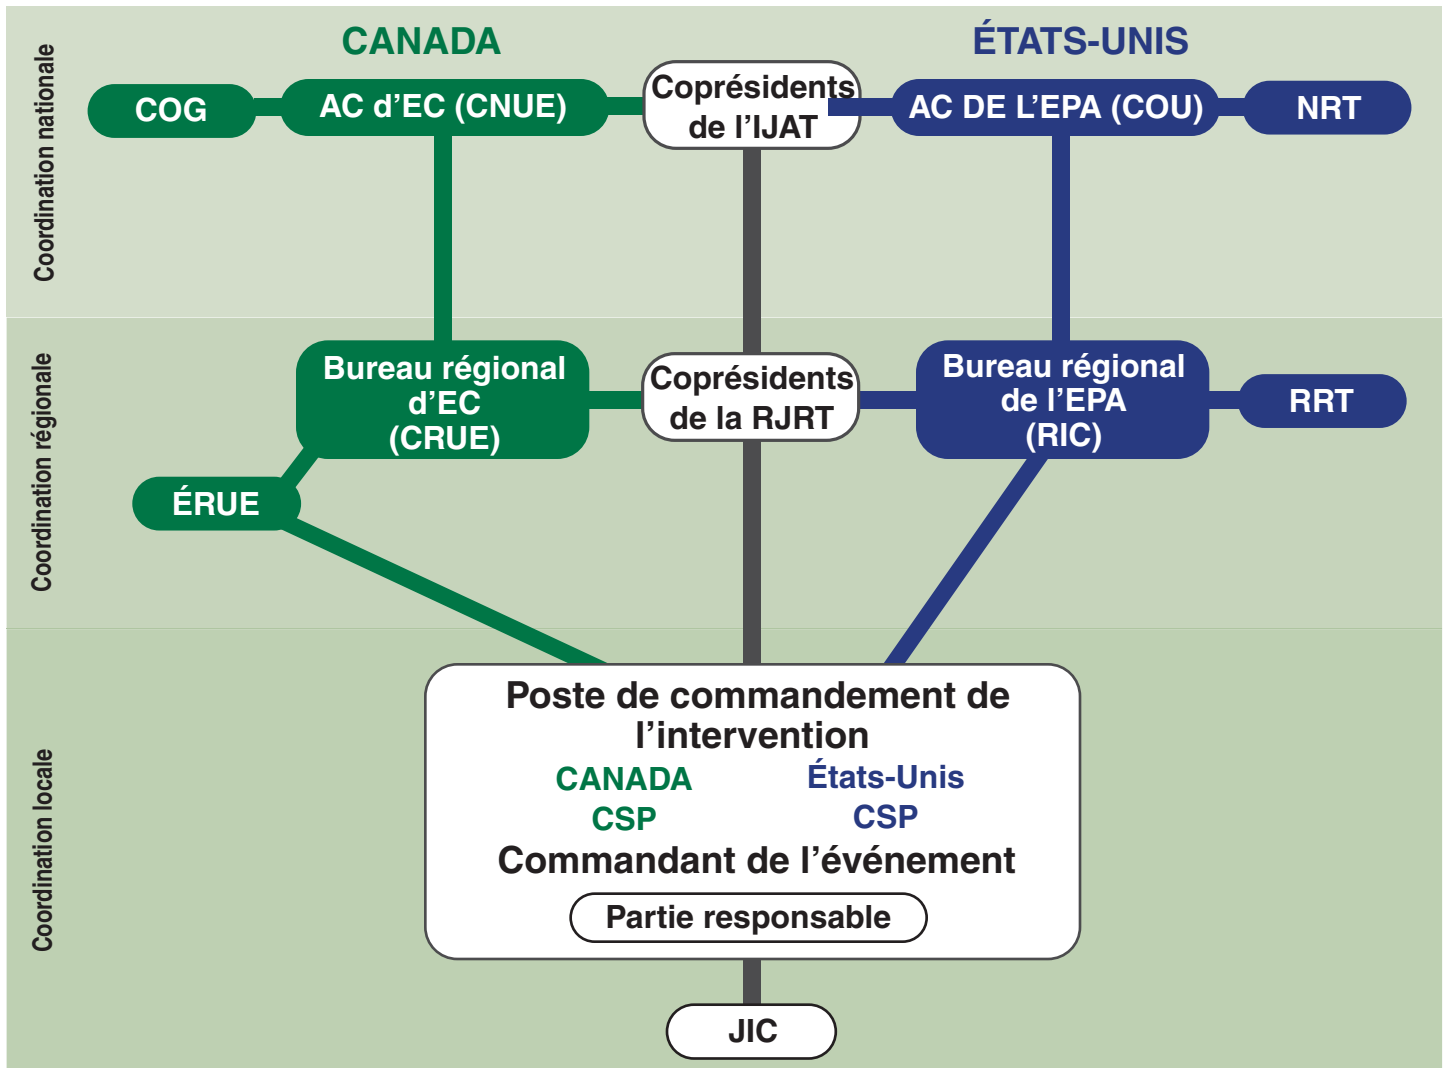 CANADA
ÉTATS-UNIS
Coordination nationale
COG
AC d'EC (CNUE)
Coprésidents
de l'IJAT
AC DE L'EPA (COU)
NRT
Coordination régionale
Bureau régional
d'EC
(CRUE)
Coprésidents
de la RJRT
Bureau régional
de l'EPA
(RIC)
RRT
ÉRUE
Coordination locale
Poste de commandement de
l'intervention
CANADA
CSP
États-Unis
CSP
Commandant de l'événement
Partie responsable
JIC